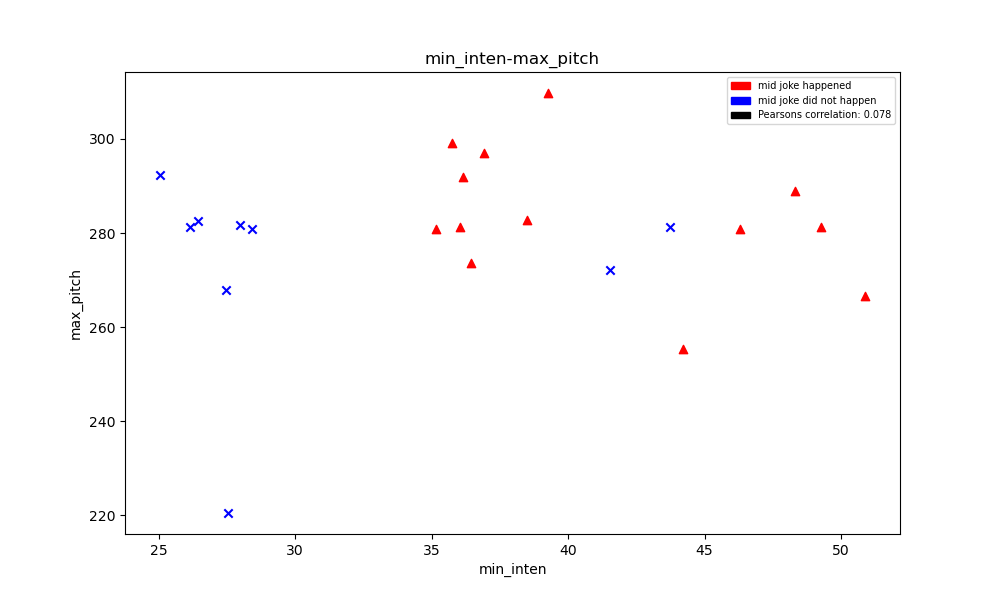 min_inten-max_pitch
mid joke happened
mid joke did not happen
Pearsons correlation: 0.078
300
280
260
240
220
max_pitch
25 30 35 40 45 50
min_inten